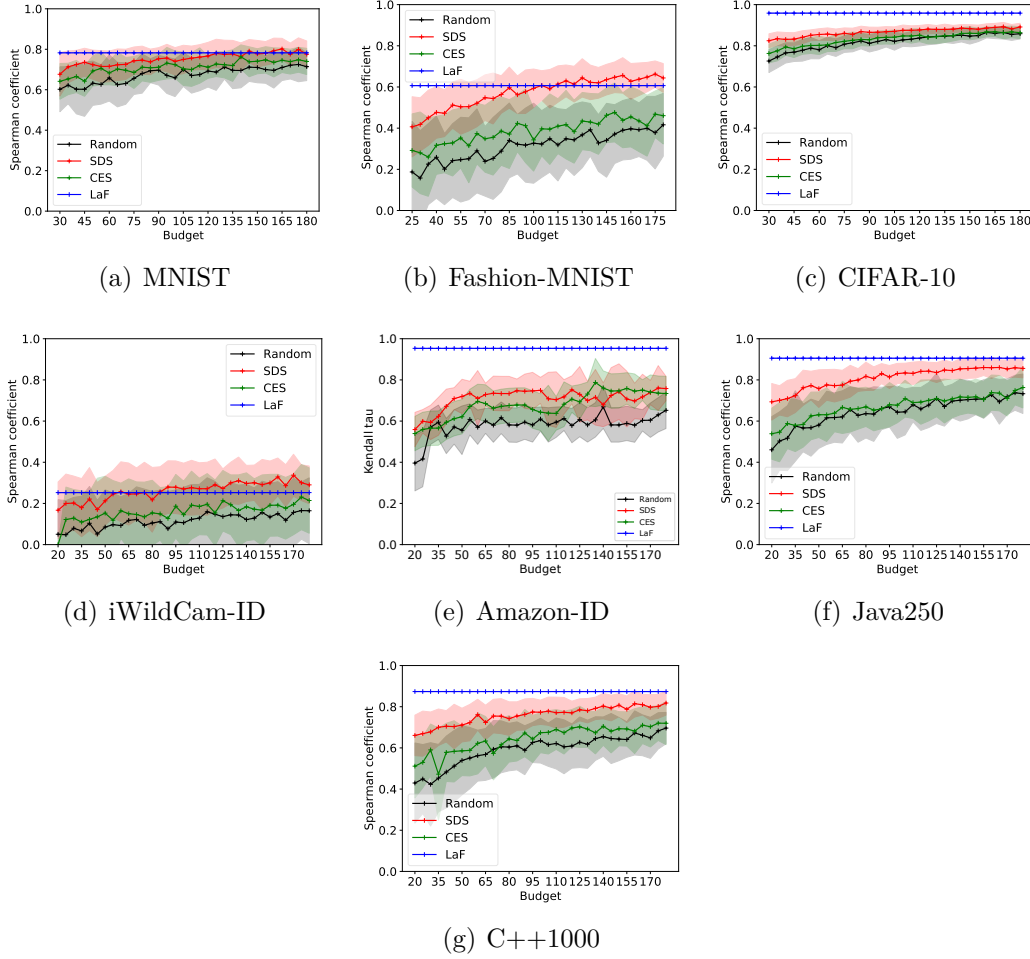 1.0
0.8
0.6
0.4
0.2
0.0
Spearman coefficient
Random
SDS
CES
LaF
30 45 60 75 90 105 120 135 150 165 180
Budget
(a) MNIST
1.0
0.8
0.6
0.4
0.2
0.0
Spearman coefficient
Random
SDS
CES
LaF
25 40 55 70 85 100 115 130 145 160 175
Budget
(b) Fashion-MNIST
1.0
0.8
0.6
0.4
0.2
0.0
Spearman coefficient
Random
SDS
CES
LaF
30 45 60 75 90 105 120 135 150 165 180
Budget
(c) CIFAR-10
1.0
0.8
0.6
0.4
0.2
0.0
Spearman coefficient
Random
SDS
CES
LaF
20 35 50 65 80 95 110 125 140 155 170
Budget
(d) iWildCam-ID
1.0
0.8
0.6
0.4
0.2
0.0
Kendall tau
Random
SDS
CES
LaF
20 35 50 65 80 95 110 125 140 155 170
Budget
(e) Amazon-ID
1.0
0.8
0.6
0.4
0.2
0.0
Spearman coefficient
Random
SDS
CES
LaF
20 35 50 65 80 95 110 125 140 155 170
Budget
(f) Java250
1.0
0.8
0.6
0.4
0.2
0.0
Spearman coefficient
Random
SDS
CES
LaF
20 35 50 65 80 95 110 125 140 155 170
Budget
(g) C++1000